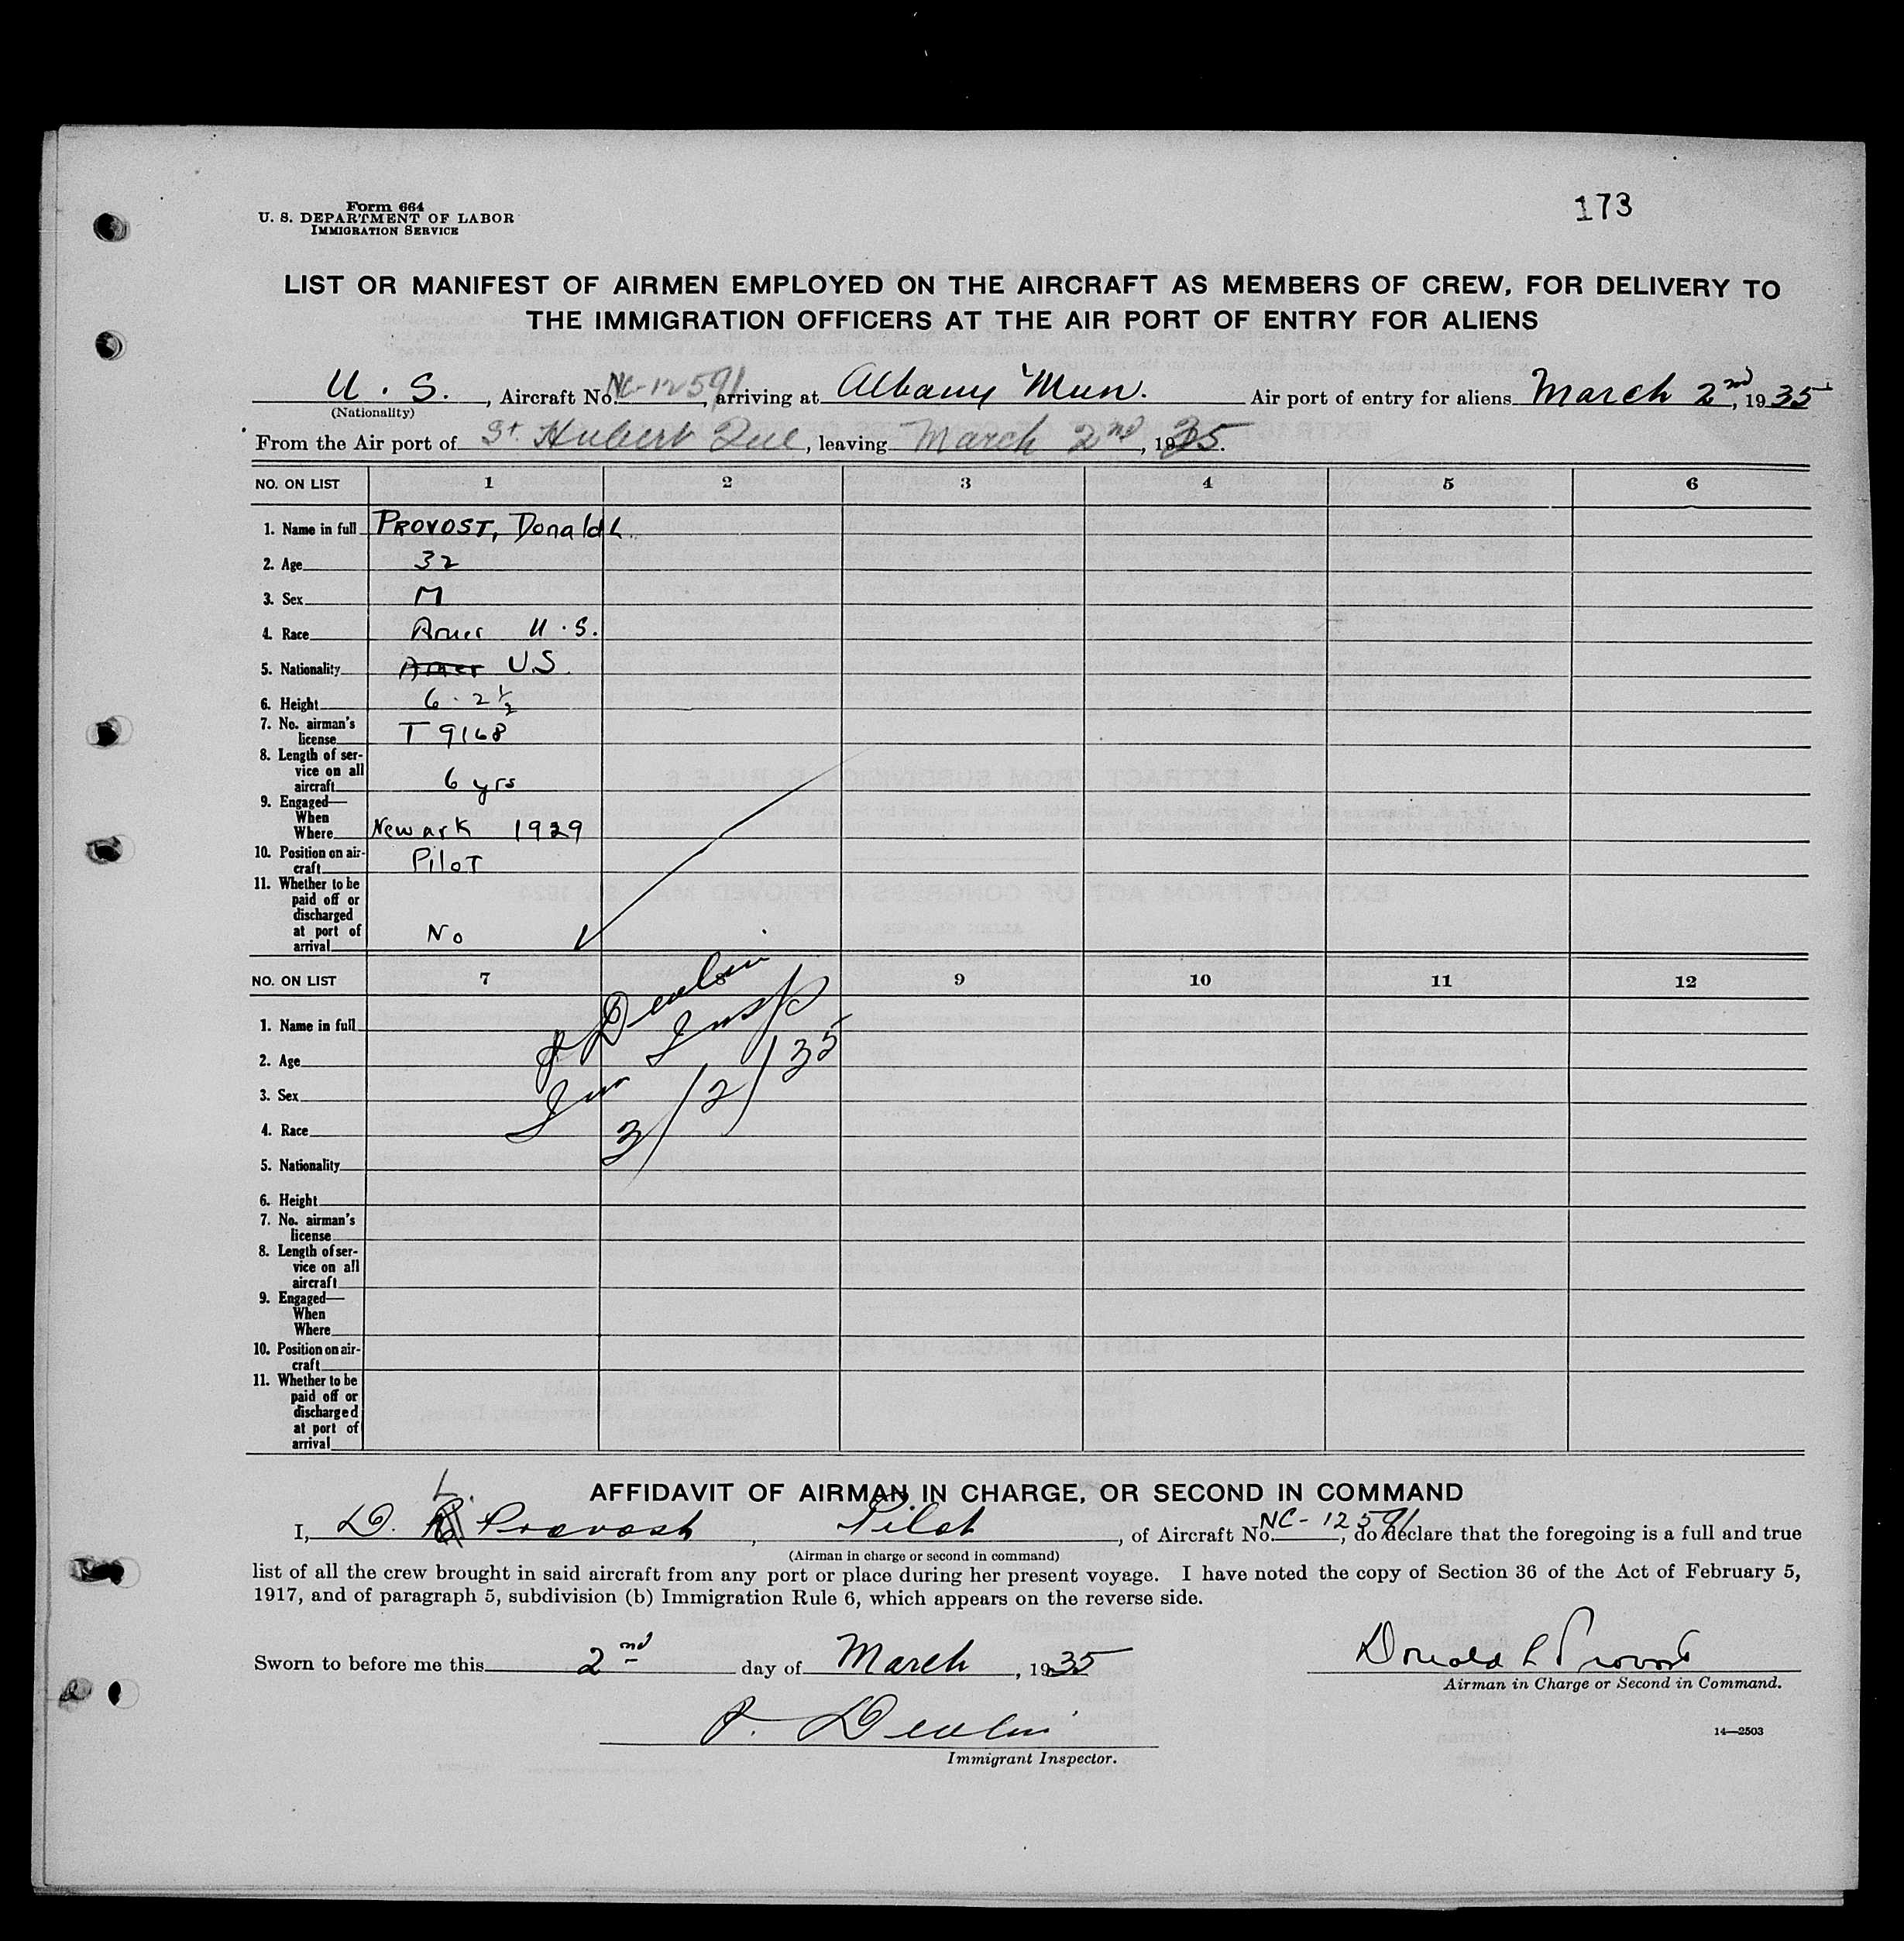 Form 664
U. S. DEPARTMENT OF LABOR
IMMIGRATION SERVICE
173
LIST OR MANIFEST OF AIRMEN EMPLOYED ON THE AIRCRAFT AS MEMBERS OF CREW, FOR DELIVERY TO
THE IMMIGRATION OFFICERS AT THE AIR PORT OF ENTRY FOR ALIENS
U. S., Aircraft No. NC-12591, arriving at Albany Mun. Air port of entry for aliens March 2nd, 1935
(Nationality)
From the Air port of St Hubert Que, leaving March 2nd, 1935.
NO. ON LIST 1 2 3 4 5 6
1. Name in full PROVOST, Donald L.
2. Age 32
3. Sex M
4. Race Amer U.S.
5. Nationality Amer U.S.
6. Height 6-2½
7. No. airman's
license T 9168
8. Length of ser-
vice on all
aircraft 6 yrs
9. Engaged—
When
Where Newark 1929
10. Position on air-
craft Pilot
11. Whether to be
paid off or
discharged
at port of
arrival No
NO. ON LIST 7 8 9 10 11 12
1. Name in full
2. Age
3. Sex
4. Race
5. Nationality
6. Height
7. No. airman's
license
8. Length of ser-
vice on all
aircraft
9. Engaged—
When
Where
10. Position on air-
craft
11. Whether to be
paid off or
discharged
at port of
arrival
Devlin
Im Insp
3/2/35
AFFIDAVIT OF AIRMAN IN CHARGE, OR SECOND IN COMMAND
I, D. L. Provost, Pilot, of Aircraft No. NC-12591, do declare that the foregoing is a full and true
(Airman in charge or second in command)
list of all the crew brought in said aircraft from any port or place during her present voyage. I have noted the copy of Section 36 of the Act of February 5,
1917, and of paragraph 5, subdivision (b) Immigration Rule 6, which appears on the reverse side.
Sworn to before me this 2nd day of March, 1935
Donald L Provost
Airman in Charge or Second in Command.
Devlin
Immigrant Inspector.
14—2503